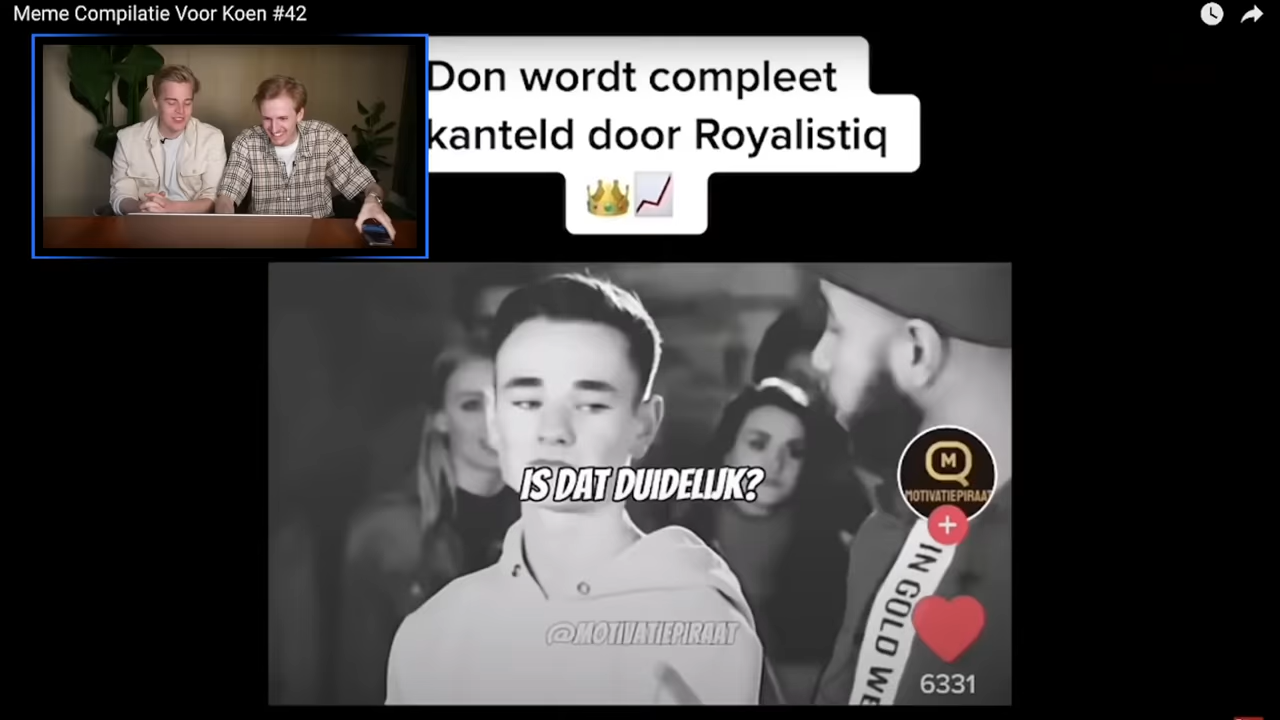 Meme Compilatie Voor Koen #42
Don wordt compleet
kanteld door Royalistiq
IS DAT DUIDELIJK?
M
MOTIVATIEPIRAAT
IN GOLD WE
@MOTIVATIEPIRAAT
6331